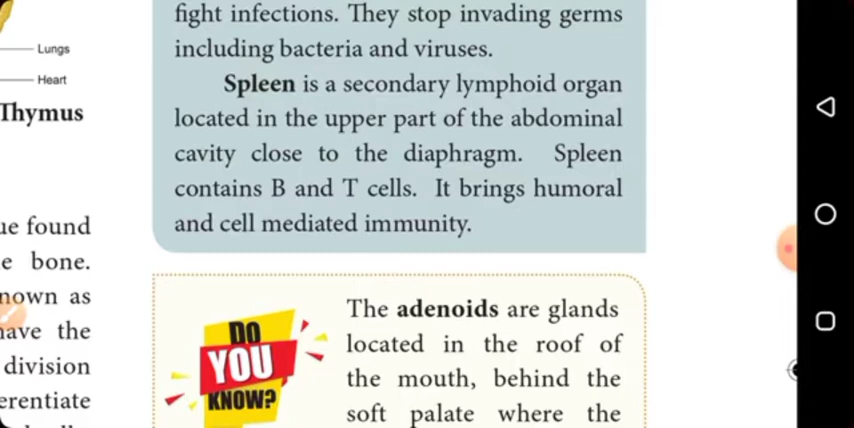 Lungs
Heart
Thymus
found
e bone.
nown as
have the
division
erentiate
fight infections. They stop invading germs
including bacteria and viruses.
Spleen is a secondary lymphoid organ
located in the upper part of the abdominal
cavity close to the diaphragm. Spleen
contains B and T cells. It brings humoral
and cell mediated immunity.
DO
YOU
KNOW?
The adenoids are glands
located in the roof of
the mouth, behind the
soft palate where the